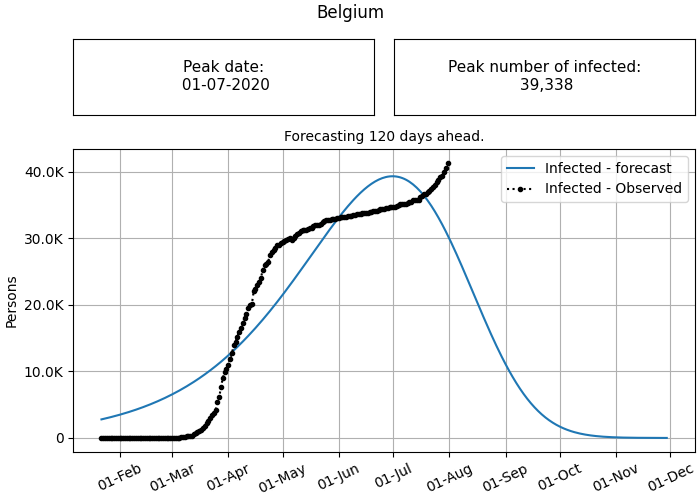 Belgium
Peak date:
01-07-2020
Peak number of infected:
39,338
Forecasting 120 days ahead.
Infected - forecast
Infected - Observed
40.0K
30.0K
20.0K
10.0K
0
Persons
01-Feb
01-Mar
01-Apr
01-May
01-Jun
01-Jul
01-Aug
01-Sep
01-Oct
01-Nov
01-Dec